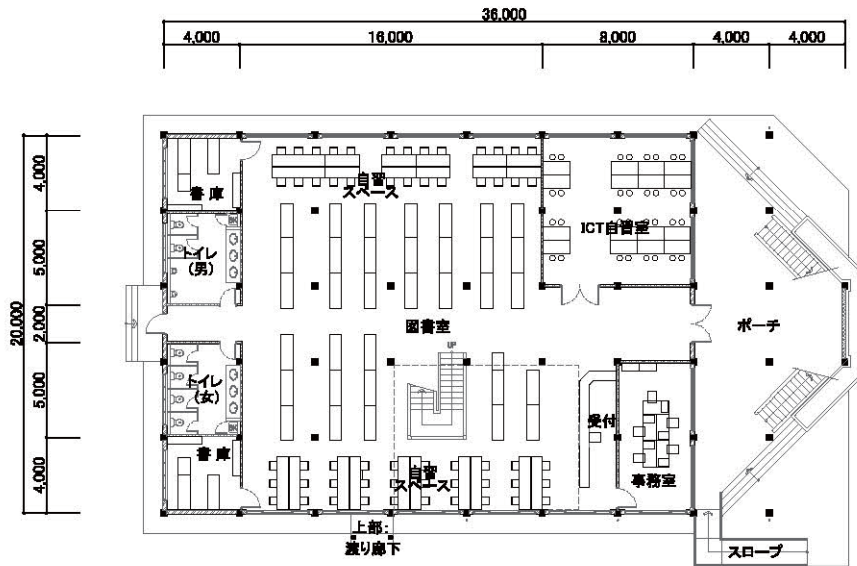 36,000
4,000
16,000
8,000
4,000
4,000
20,000
4,000
5,000
2,000
5,000
4,000
書庫
自習
スペース
ICT自習室
トイレ
(男)
図書室
ポーチ
UP
トイレ
(女)
受付
書庫
自習
スペース
事務室
上部:
渡り廊下
スロープ